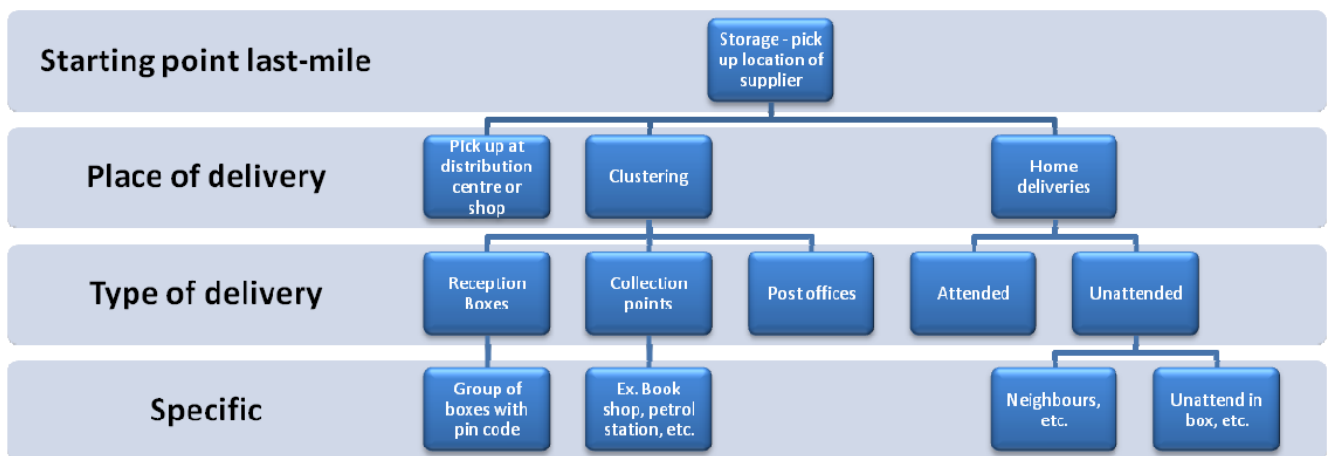 Starting point last-mile
Storage - pick
up location of
supplier
Place of delivery
Pick up at
distribution
centre or
shop
Clustering
Home
deliveries
Type of delivery
Reception
Boxes
Collection
points
Post offices
Attended
Unattended
Specific
Group of
boxes with
pin code
Ex. Book
shop, petrol
station, etc.
Neighbours,
etc.
Unattend in
box, etc.